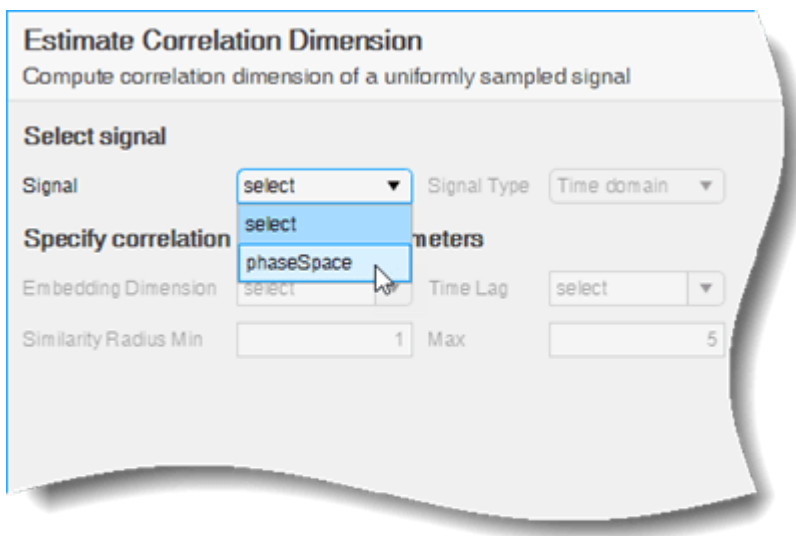 Estimate Correlation Dimension
Compute correlation dimension of a uniformly sampled signal
Select signal
Signal select Signal Type Time domain
select
Specify correlation meters
phaseSpace
Embedding Dimension select Time Lag select
Similarity Radius Min 1 Max 5